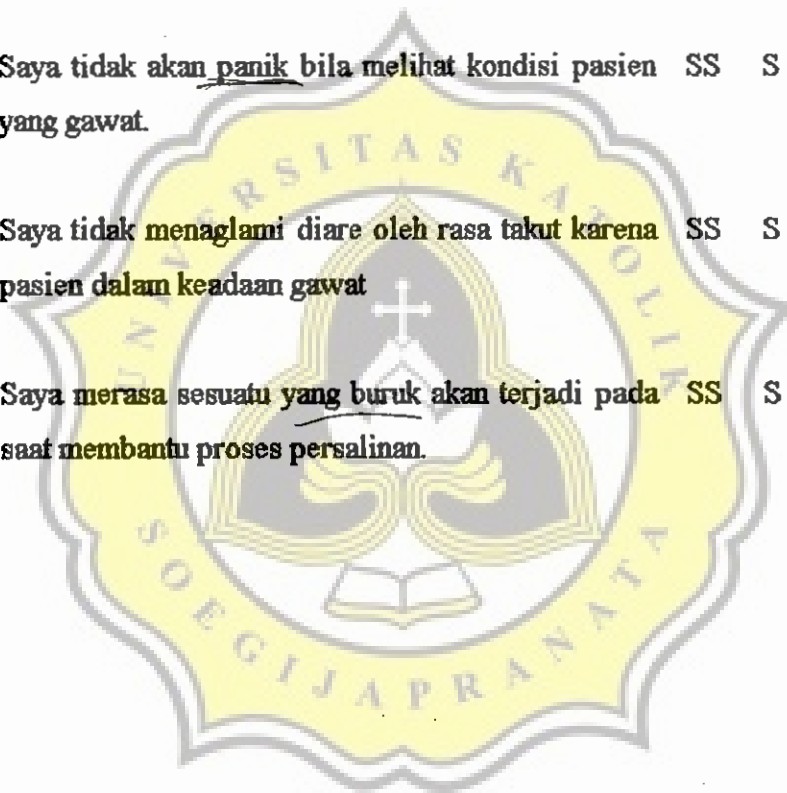 Saya tidak akan panik bila melihat kondisi pasien SS S
yang gawat.
Saya tidak menaglami diare oleh rasa takut karena SS S
pasien dalam keadaan gawat
Saya merasa sesuatu yang buruk akan terjadi pada SS S
saat membantu proses persalinan.
UNIVERSITAS KATOLIK
SOEGIJAPRANATA